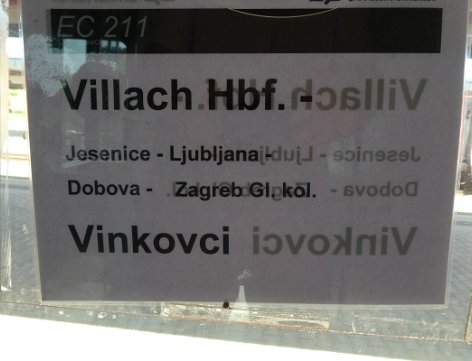 EC 211
Villach Hbf. -
Jesenice - Ljubljana -
Dobova - Zagreb Gl. kol.
Vinkovci